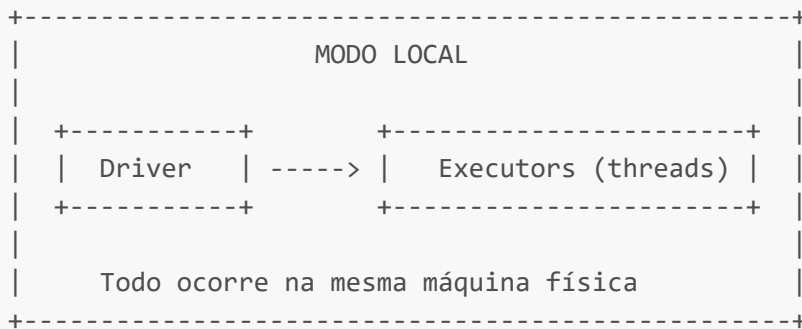 MODO LOCAL
Driver -----> Executors (threads)
Todo ocorre na mesma máquina física